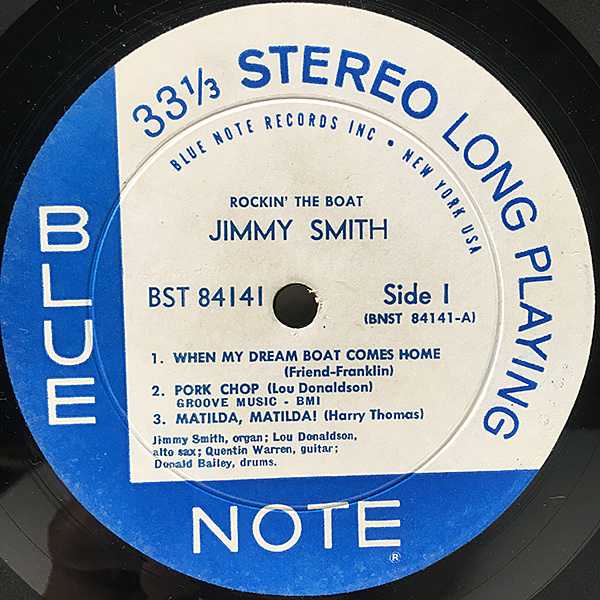 33⅓ STEREO LONG PLAYING
BLUE NOTE RECORDS INC • NEW YORK USA
ROCKIN' THE BOAT
JIMMY SMITH
BST 84141
Side 1
(BNST 84141-A)
1. WHEN MY DREAM BOAT COMES HOME
(Friend-Franklin)
2. PORK CHOP (Lou Donaldson)
GROOVE MUSIC - BMI
3. MATILDA, MATILDA! (Harry Thomas)
Jimmy Smith, organ; Lou Donaldson,
alto sax; Quentin Warren, guitar;
Donald Bailey, drums.
BLUE
NOTE
®